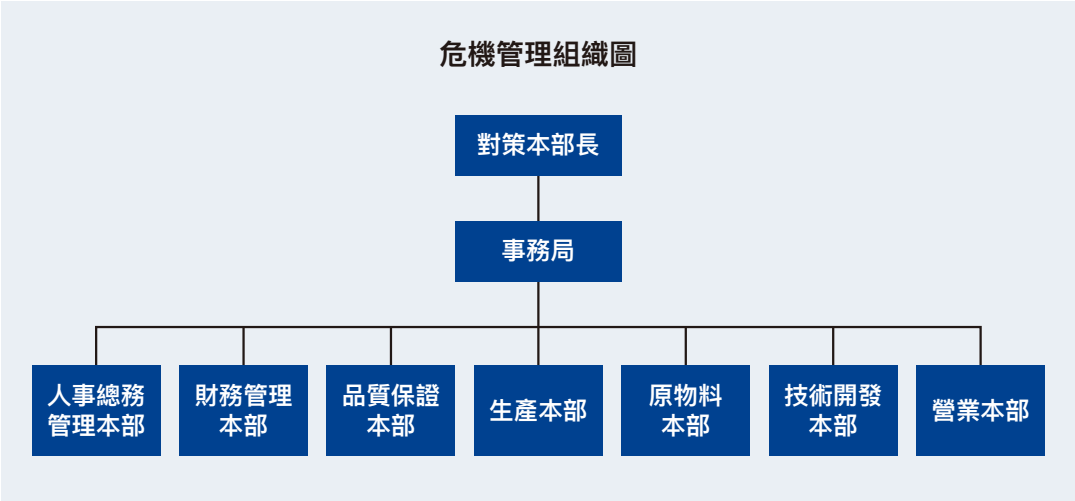 危機管理組織圖
對策本部長
事務局
人事總務
管理本部
財務管理
本部
品質保證
本部
生產本部
原物料
本部
技術開發
本部
營業本部